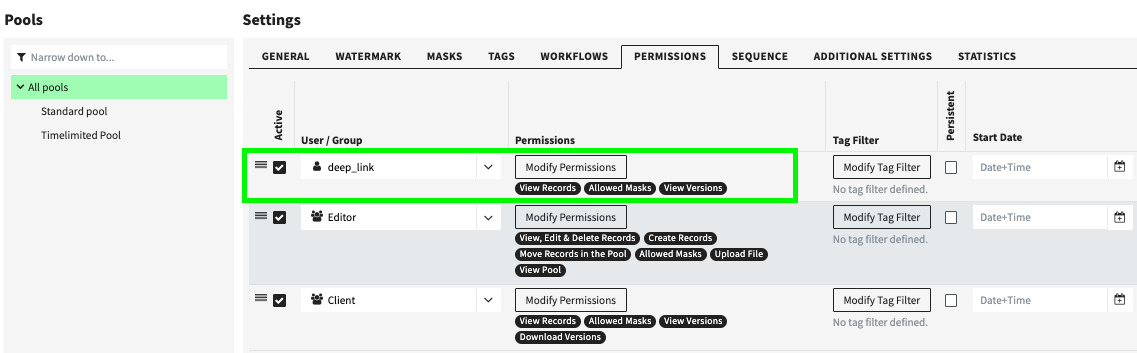 Pools
Settings
Narrow down to...
All pools
Standard pool
Timelimited Pool
GENERAL WATERMARK MASKS TAGS WORKFLOWS PERMISSIONS SEQUENCE ADDITIONAL SETTINGS STATISTICS
Active User / Group Permissions Tag Filter Persistent Start Date
deep_link Modify Permissions Modify Tag Filter Date+Time
View Records Allowed Masks View Versions No tag filter defined.
Editor Modify Permissions Modify Tag Filter Date+Time
View, Edit & Delete Records Create Records No tag filter defined.
Move Records in the Pool Allowed Masks Upload File
View Pool
Client Modify Permissions Modify Tag Filter Date+Time
View Records Allowed Masks View Versions No tag filter defined.
Download Versions